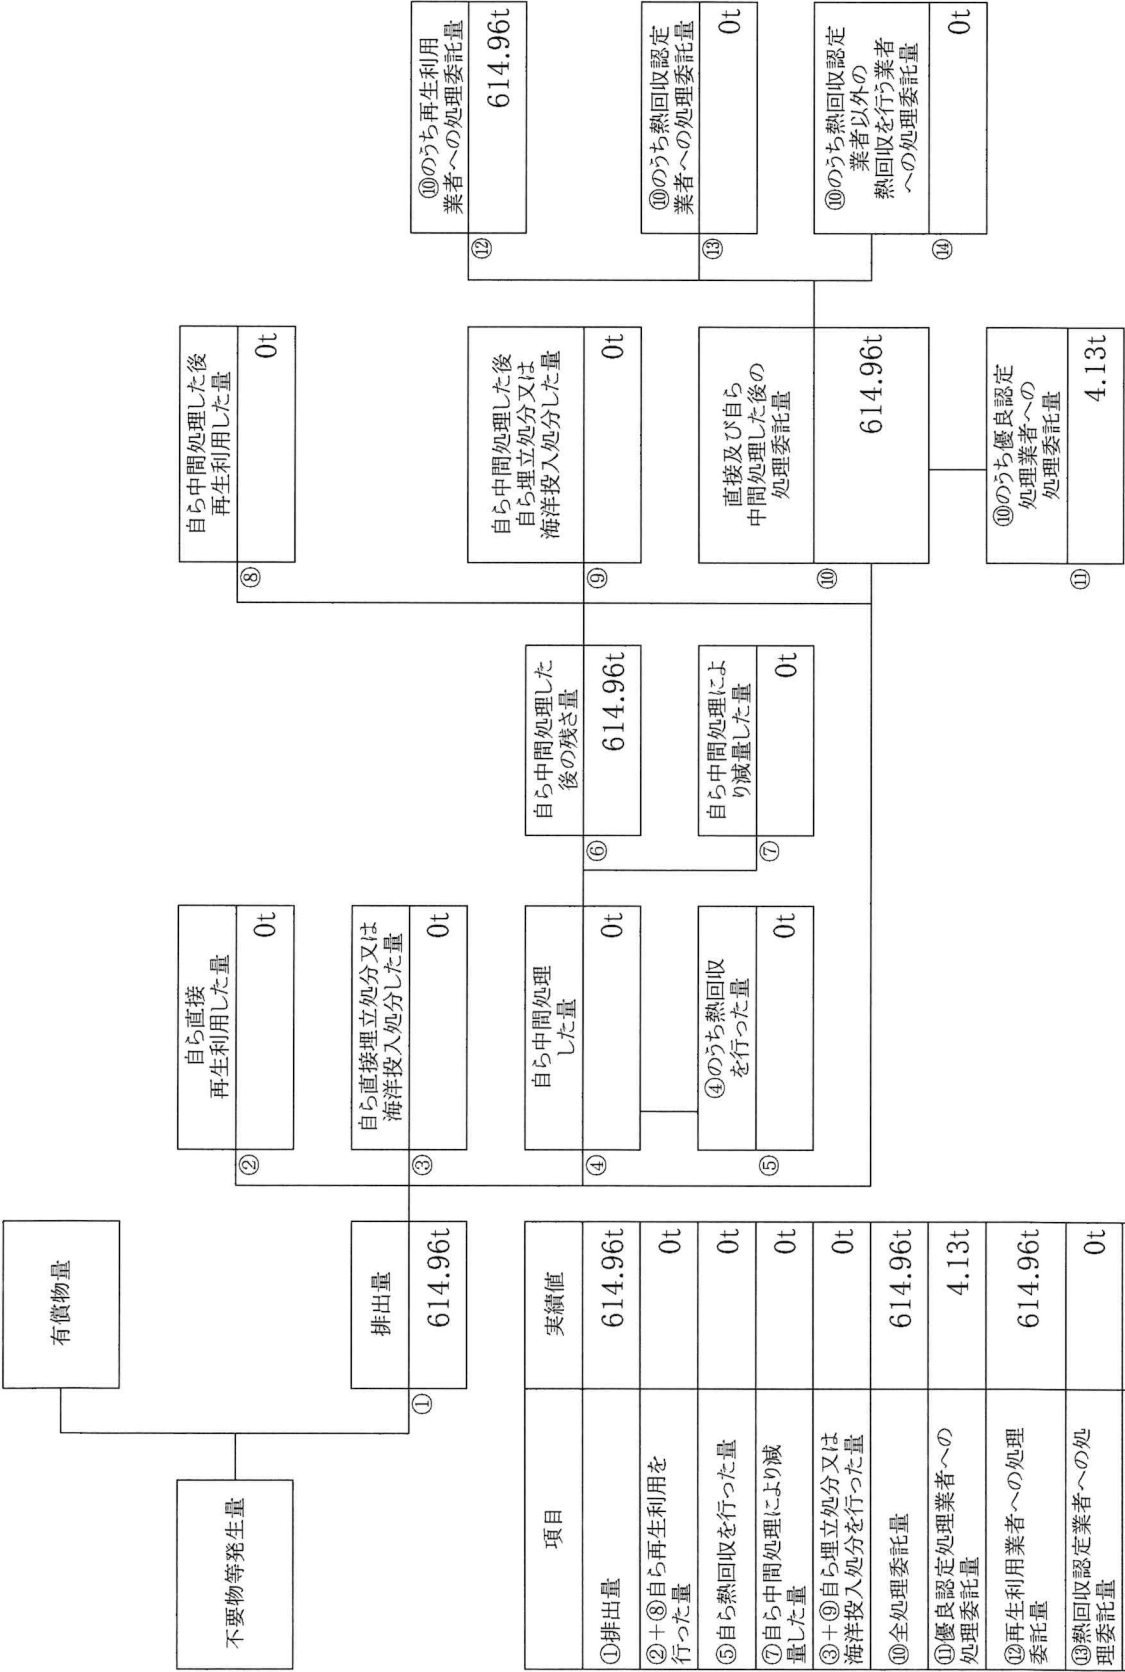 有償物量
不要物等発生量
①
排出量
614.96t
②
自ら直接
再生利用した量
0t
③
自ら直接埋立処分又は
海洋投入処分した量
0t
④
自ら中間処理
した量
0t
⑤
④のうち熱回収
を行った量
0t
⑥
自ら中間処理した
後の残さ量
614.96t
⑦
自ら中間処理によ
り減量した量
0t
⑧
自ら中間処理した後
再生利用した量
0t
⑨
自ら中間処理した後
自ら埋立処分又は
海洋投入処分した量
0t
⑩
直接及び自ら
中間処理した後の
処理委託量
614.96t
⑪
⑩のうち優良認定
処理業者への
処理委託量
4.13t
⑫
⑩のうち再生利用
業者への処理委託量
614.96t
⑬
⑩のうち熱回収認定
業者への処理委託量
0t
⑭
⑩のうち熱回収認定
業者以外の
熱回収を行う業者
への処理委託量
0t
項目 実績値
①排出量 614.96t
②+⑧自ら再生利用を
行った量 0t
⑤自ら熱回収を行った量 0t
⑦自ら中間処理により減
量した量 0t
③+⑨自ら埋立処分又は
海洋投入処分を行った量 0t
⑩全処理委託量 614.96t
⑪優良認定処理業者への
処理委託量 4.13t
⑫再生利用業者への処理
委託量 614.96t
⑬熱回収認定業者への処
理委託量 0t